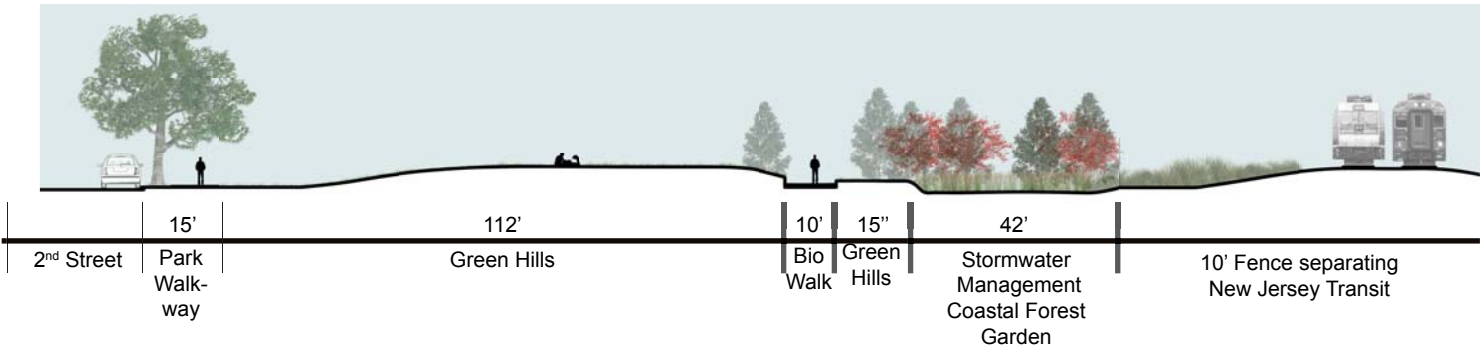 15’
112’
10’
15’’
42’
2nd Street
Park
Walk-
way
Green Hills
Bio
Walk
Green
Hills
Stormwater
Management
Coastal Forest
Garden
10’ Fence separating
New Jersey Transit